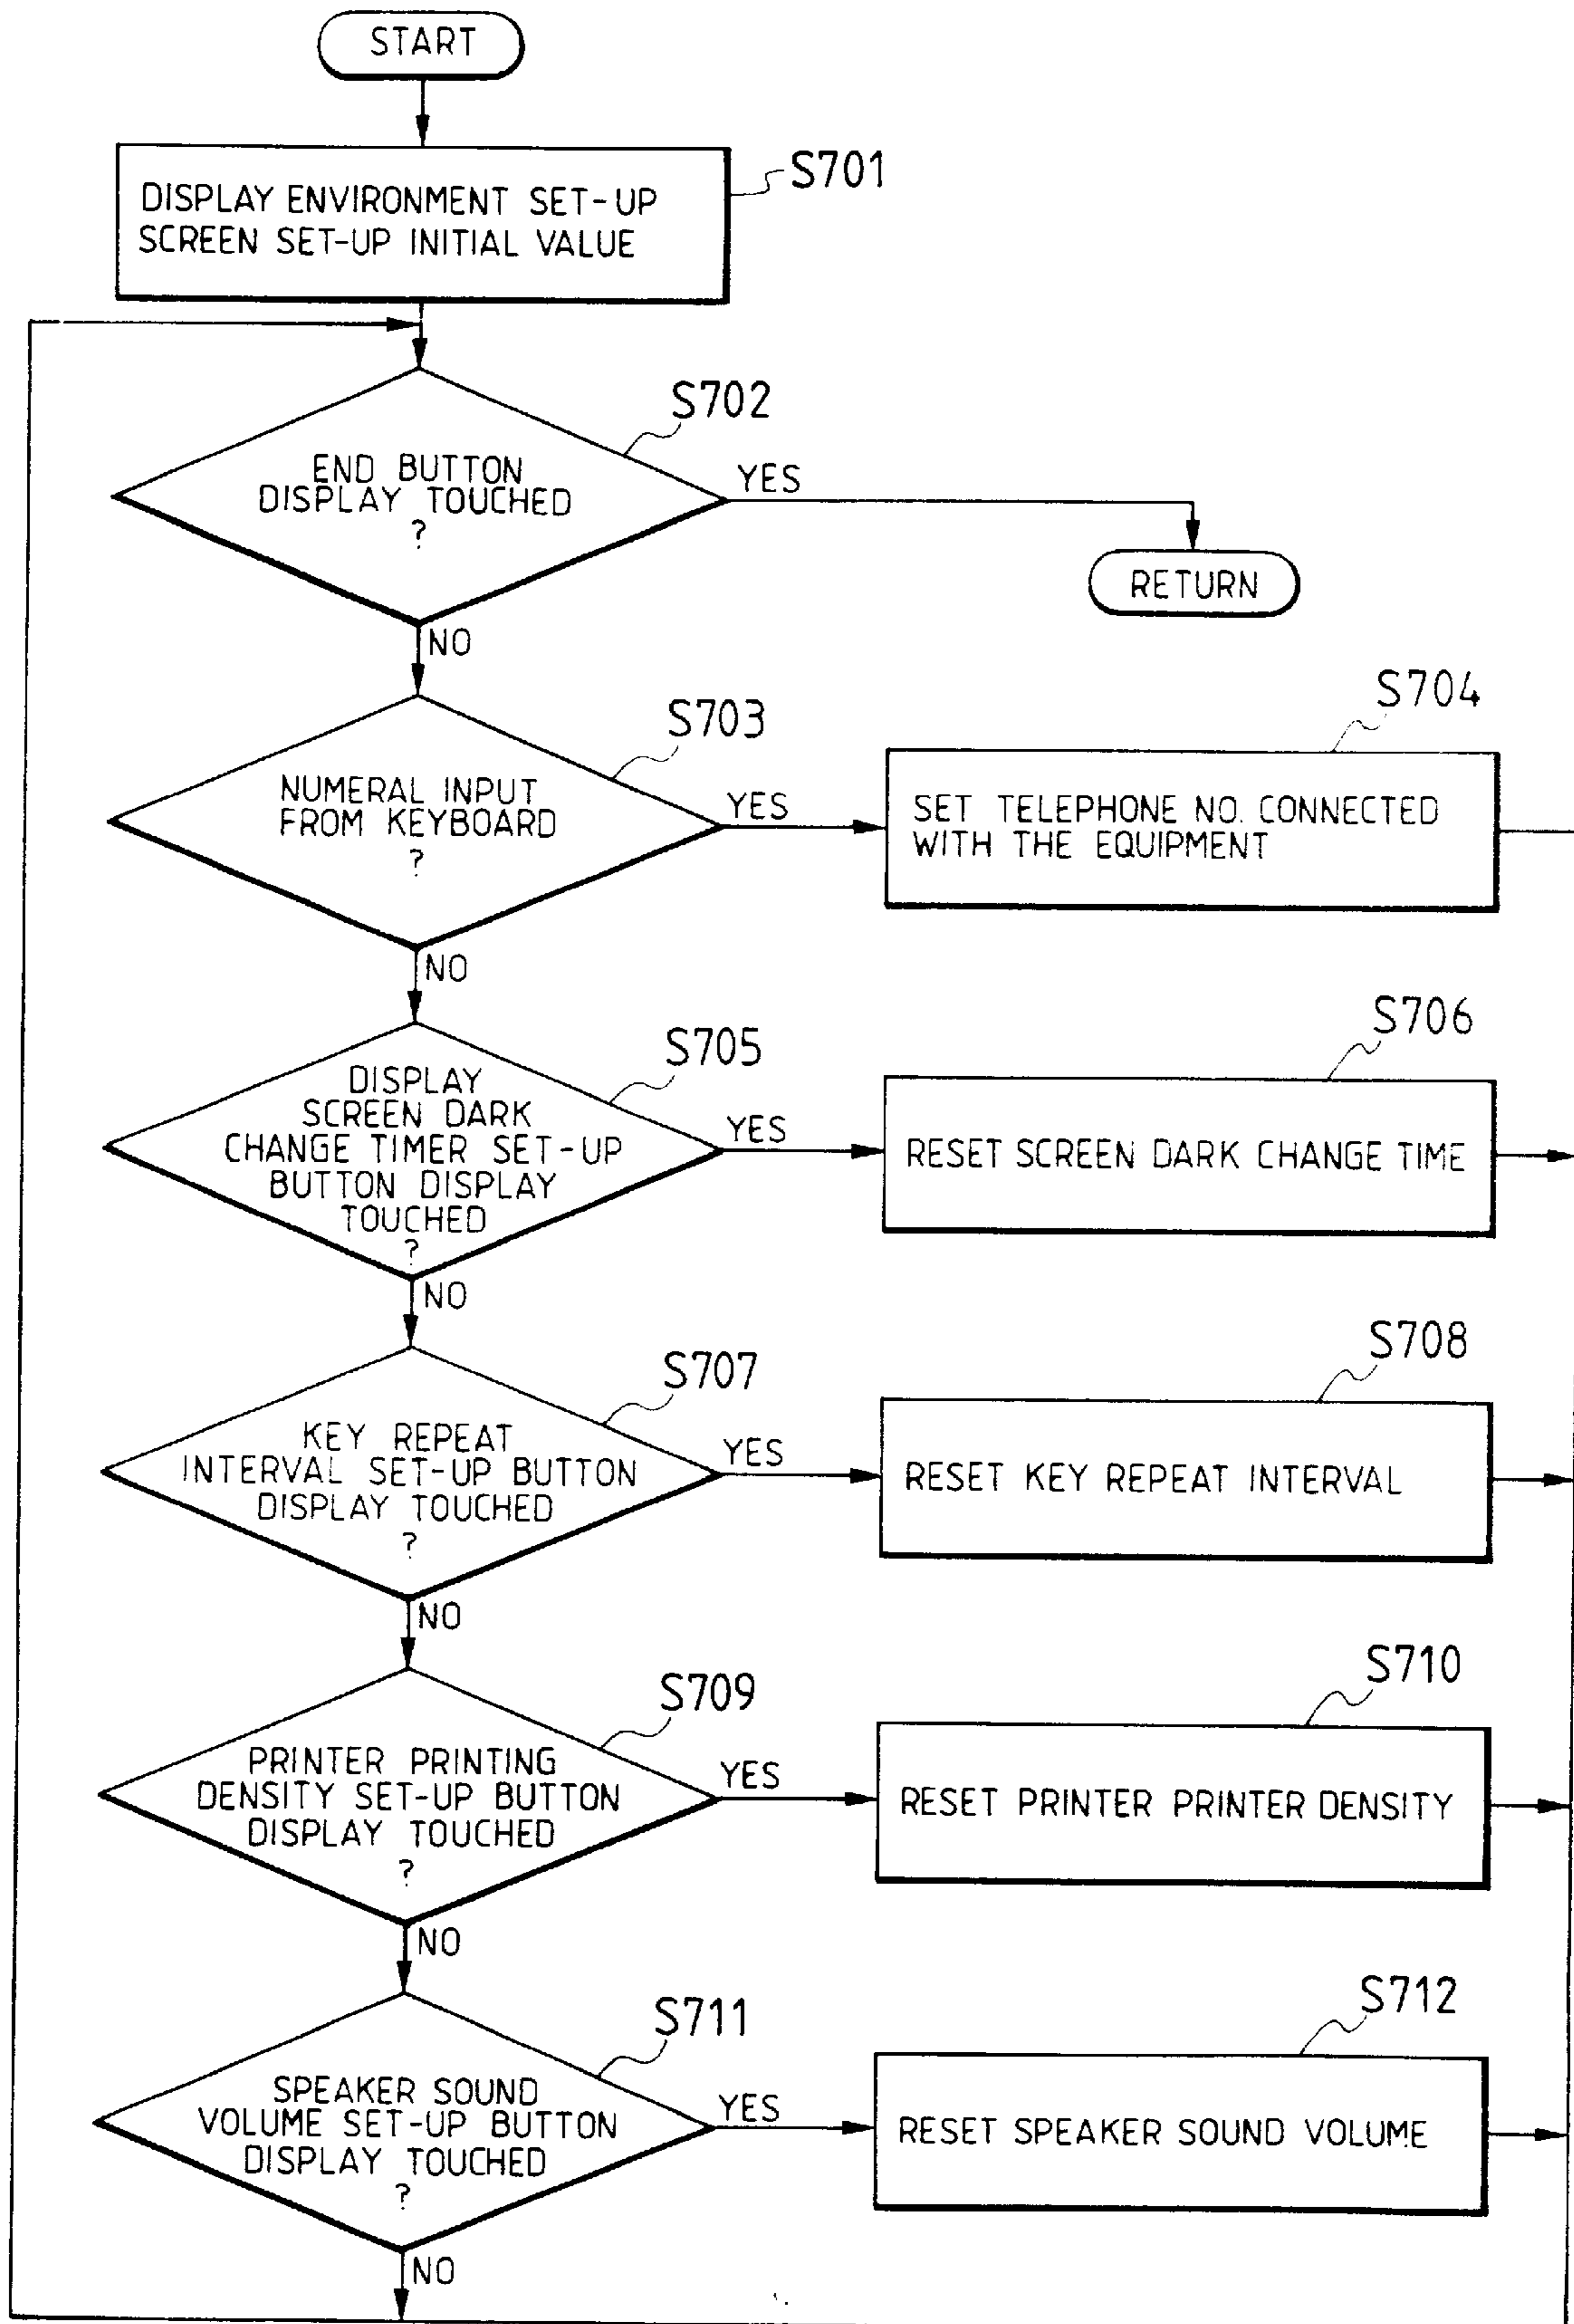 START
S701
DISPLAY ENVIRONMENT SET-UP
SCREEN SET-UP INITIAL VALUE
S702
END BUTTON
DISPLAY TOUCHED
?
YES
RETURN
NO
S703
NUMERAL INPUT
FROM KEYBOARD
?
YES
S704
SET TELEPHONE NO. CONNECTED
WITH THE EQUIPMENT
NO
S705
DISPLAY
SCREEN DARK
CHANGE TIMER SET-UP
BUTTON DISPLAY
TOUCHED
?
YES
S706
RESET SCREEN DARK CHANGE TIME
NO
S707
KEY REPEAT
INTERVAL SET-UP BUTTON
DISPLAY TOUCHED
?
YES
S708
RESET KEY REPEAT INTERVAL
NO
S709
PRINTER PRINTING
DENSITY SET-UP BUTTON
DISPLAY TOUCHED
?
YES
S710
RESET PRINTER PRINTER DENSITY
NO
S711
SPEAKER SOUND
VOLUME SET-UP BUTTON
DISPLAY TOUCHED
?
YES
S712
RESET SPEAKER SOUND VOLUME
NO